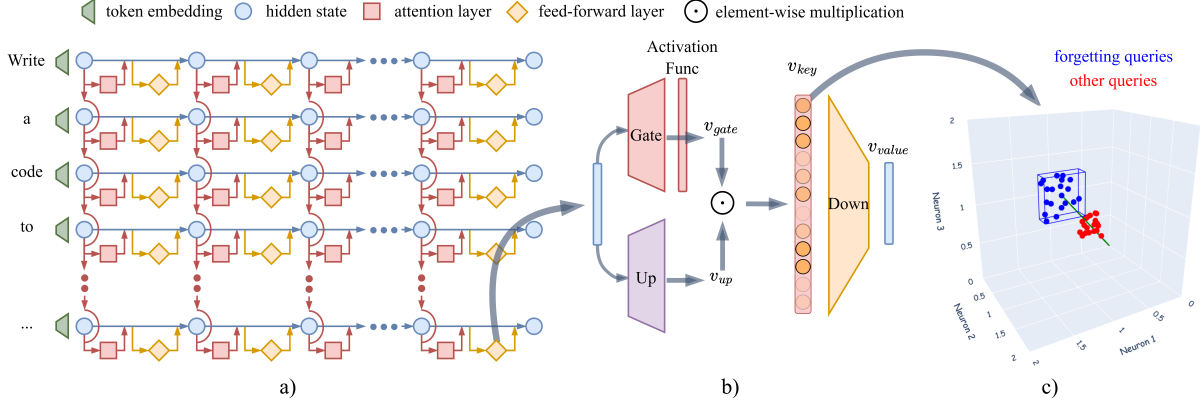 token embedding hidden state attention layer feed-forward layer element-wise multiplication
Write
a
code
to
...
a)
Activation
Func
Gate
v_gate
Up
v_up
v_key
Down
v_value
b)
forgetting queries
other queries
2
1.5
1
0.5
0
Neuron 3
0.5
1
1.5
2
Neuron 2
2
1.5
1
0.5
0
Neuron 1
c)